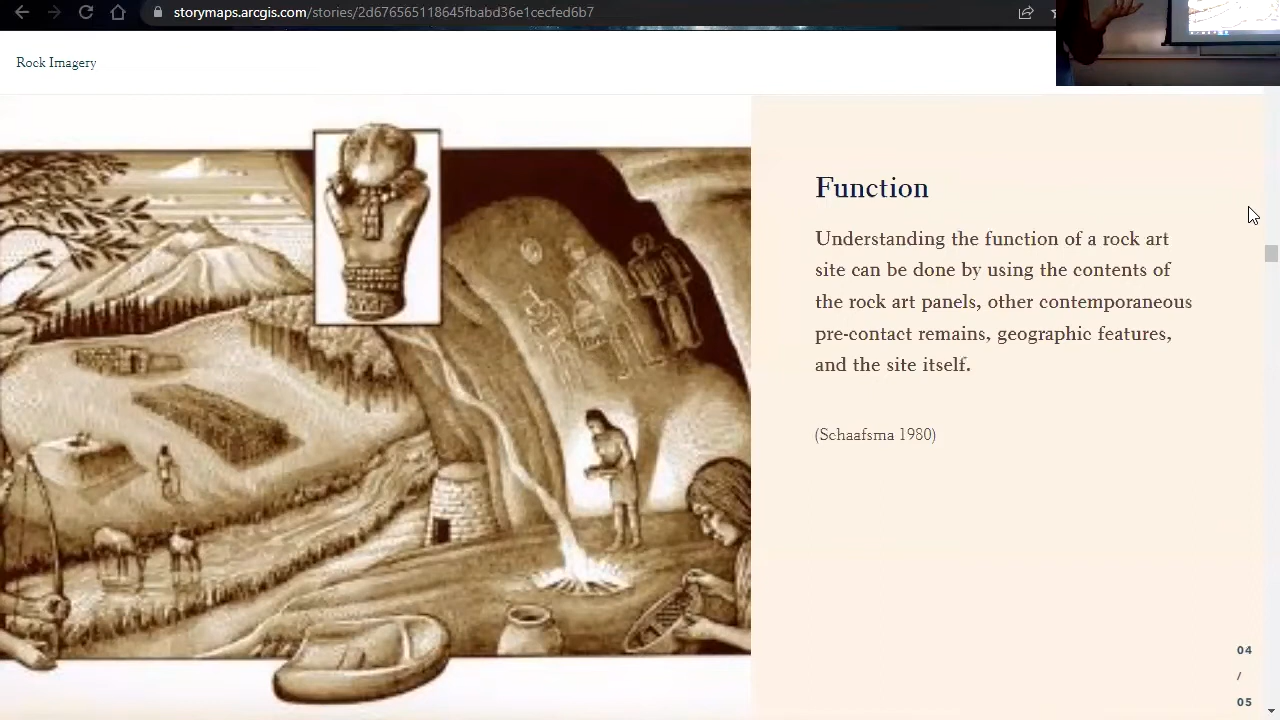 storymaps.arcgis.com/stories/2d676565118645fbabd36e1cecfed6b7
Rock Imagery
Function
Understanding the function of a rock art
site can be done by using the contents of
the rock art panels, other contemporaneous
pre-contact remains, geographic features,
and the site itself.
(Schaafsma 1980)
04
/
05